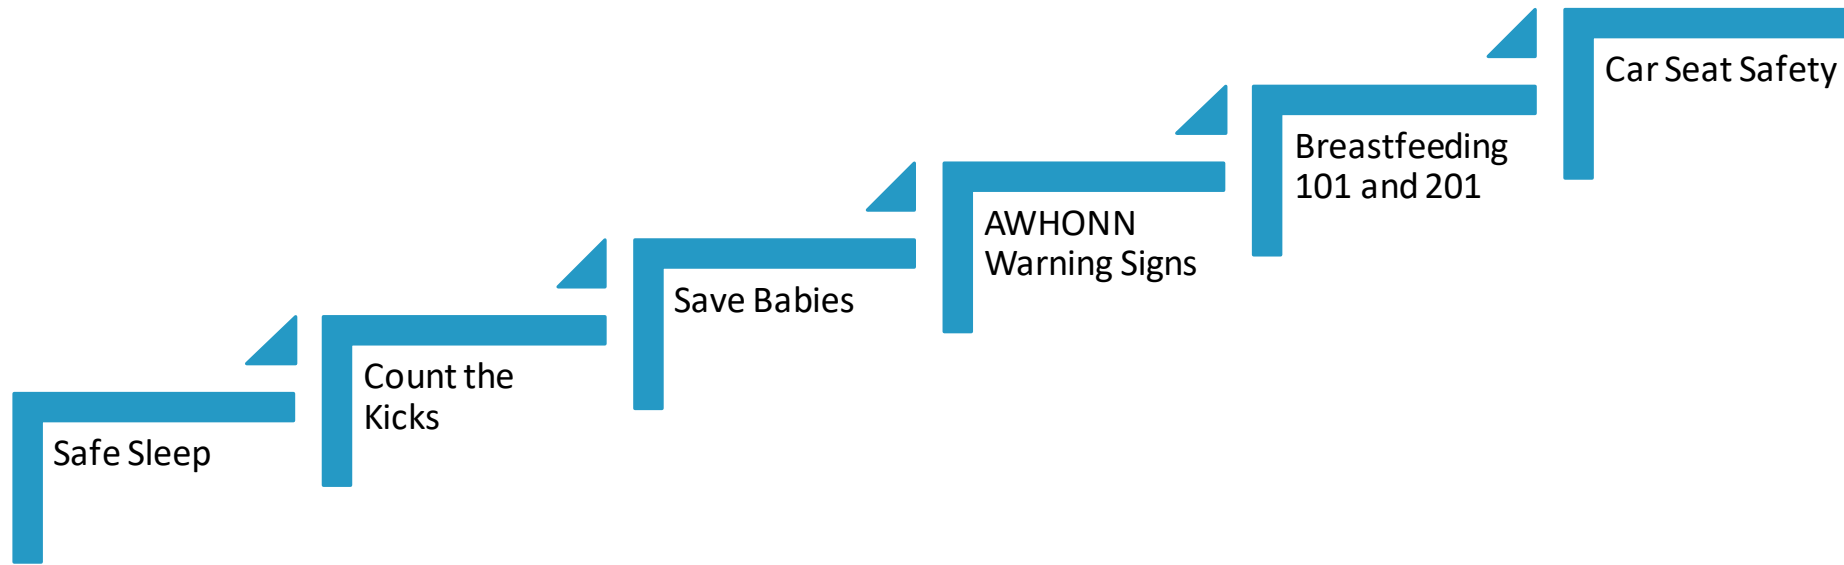 Safe Sleep
Count the
Kicks
Save Babies
AWHONN
Warning Signs
Breastfeeding
101 and 201
Car Seat Safety